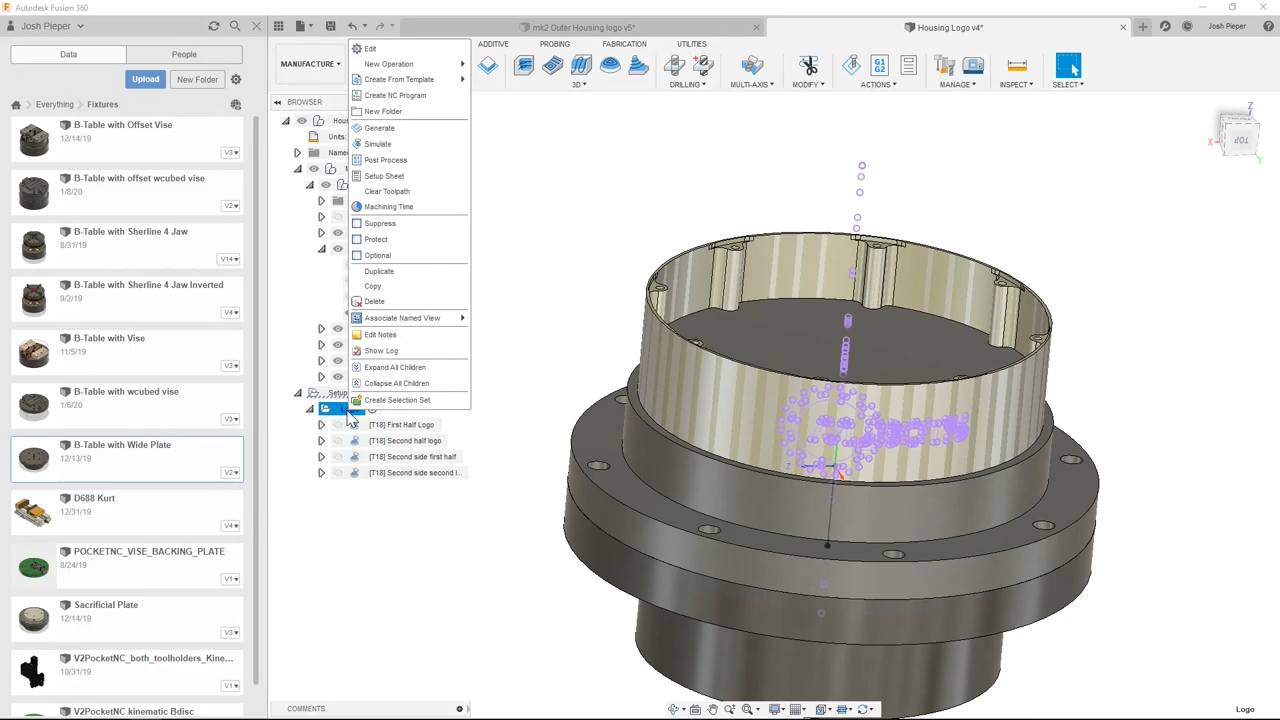 Autodesk Fusion 360
Josh Pieper
mk2 Outer Housing logo v5*
Housing Logo v4*
Josh Pieper
Data
People
Upload
New Folder
Everything
Fixtures
B-Table with Offset Vise
12/14/19
V3
B-Table with offset wcubed vise
1/8/20
V2
B-Table with Sherline 4 Jaw
8/31/19
V14
B-Table with Sherline 4 Jaw Inverted
9/2/19
V4
B-Table with Vise
11/5/19
V3
B-Table with wcubed vise
1/6/20
V3
B-Table with Wide Plate
12/13/19
V2
D688 Kurt
12/31/19
V4
POCKETNC_VISE_BACKING_PLATE
8/24/19
V1
Sacrificial Plate
12/14/19
V3
V2PocketNC_both_toolholders_Kine...
10/31/19
V1
V2PocketNC kinematic Bdisc
MANUFACTURE
ADDITIVE
PROBING
FABRICATION
UTILITIES
3D
DRILLING
MULTI-AXIS
MODIFY
G1
G2
ACTIONS
MANAGE
INSPECT
SELECT
BROWSER
Units:
Setup
Edit
New Operation
Create From Template
Create NC Program
New Folder
Generate
Simulate
Post Process
Setup Sheet
Clear Toolpath
Machining Time
Suppress
Protect
Optional
Duplicate
Copy
Delete
Associate Named View
Edit Notes
Show Log
Expand All Children
Collapse All Children
Create Selection Set
[T18] First Half Logo
[T18] Second half logo
[T18] Second side first half
[T18] Second side second l...
Z
X
TOP
Y
Z
COMMENTS
Logo